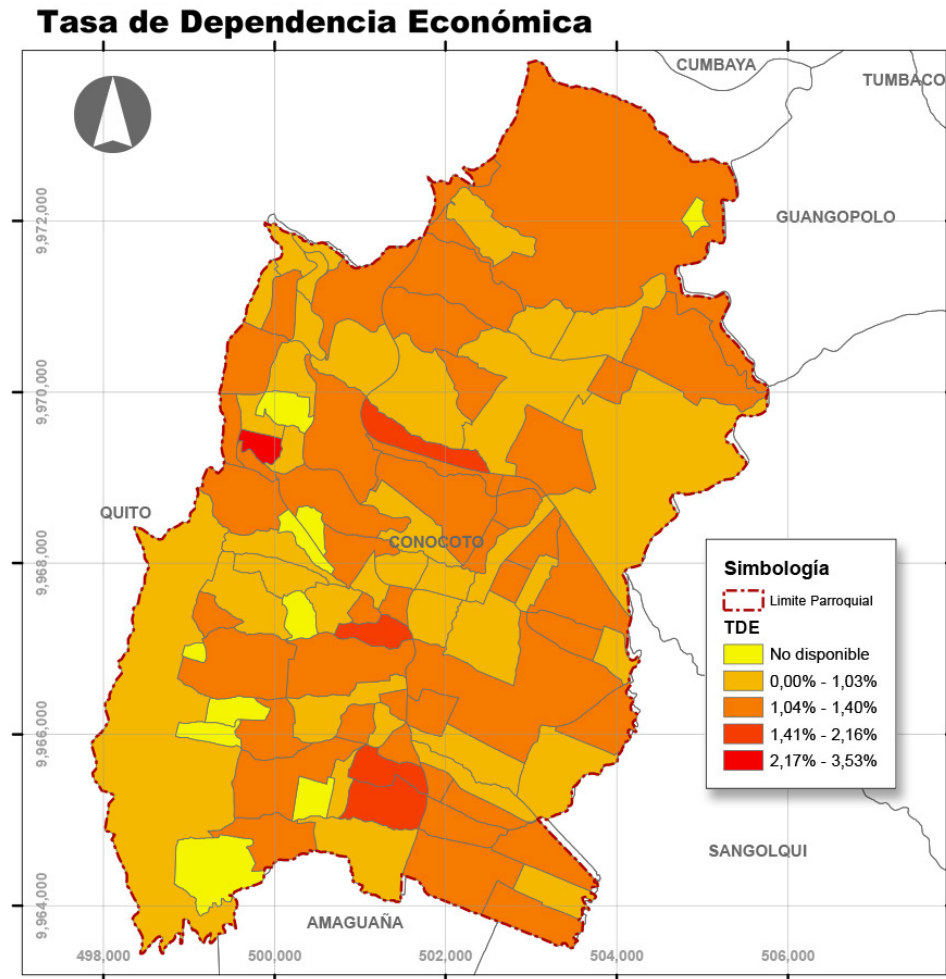 Tasa de Dependencia Económica
CUMBAYA
TUMBACO
9,972,000
GUANGOPOLO
9,970,000
QUITO
CONOCOTO
9,968,000
Simbología
Limite Parroquial
TDE
No disponible
0,00% - 1,03%
1,04% - 1,40%
1,41% - 2,16%
2,17% - 3,53%
9,966,000
SANGOLQUI
9,964,000
AMAGUAÑA
498,000
500,000
502,000
504,000
506,000